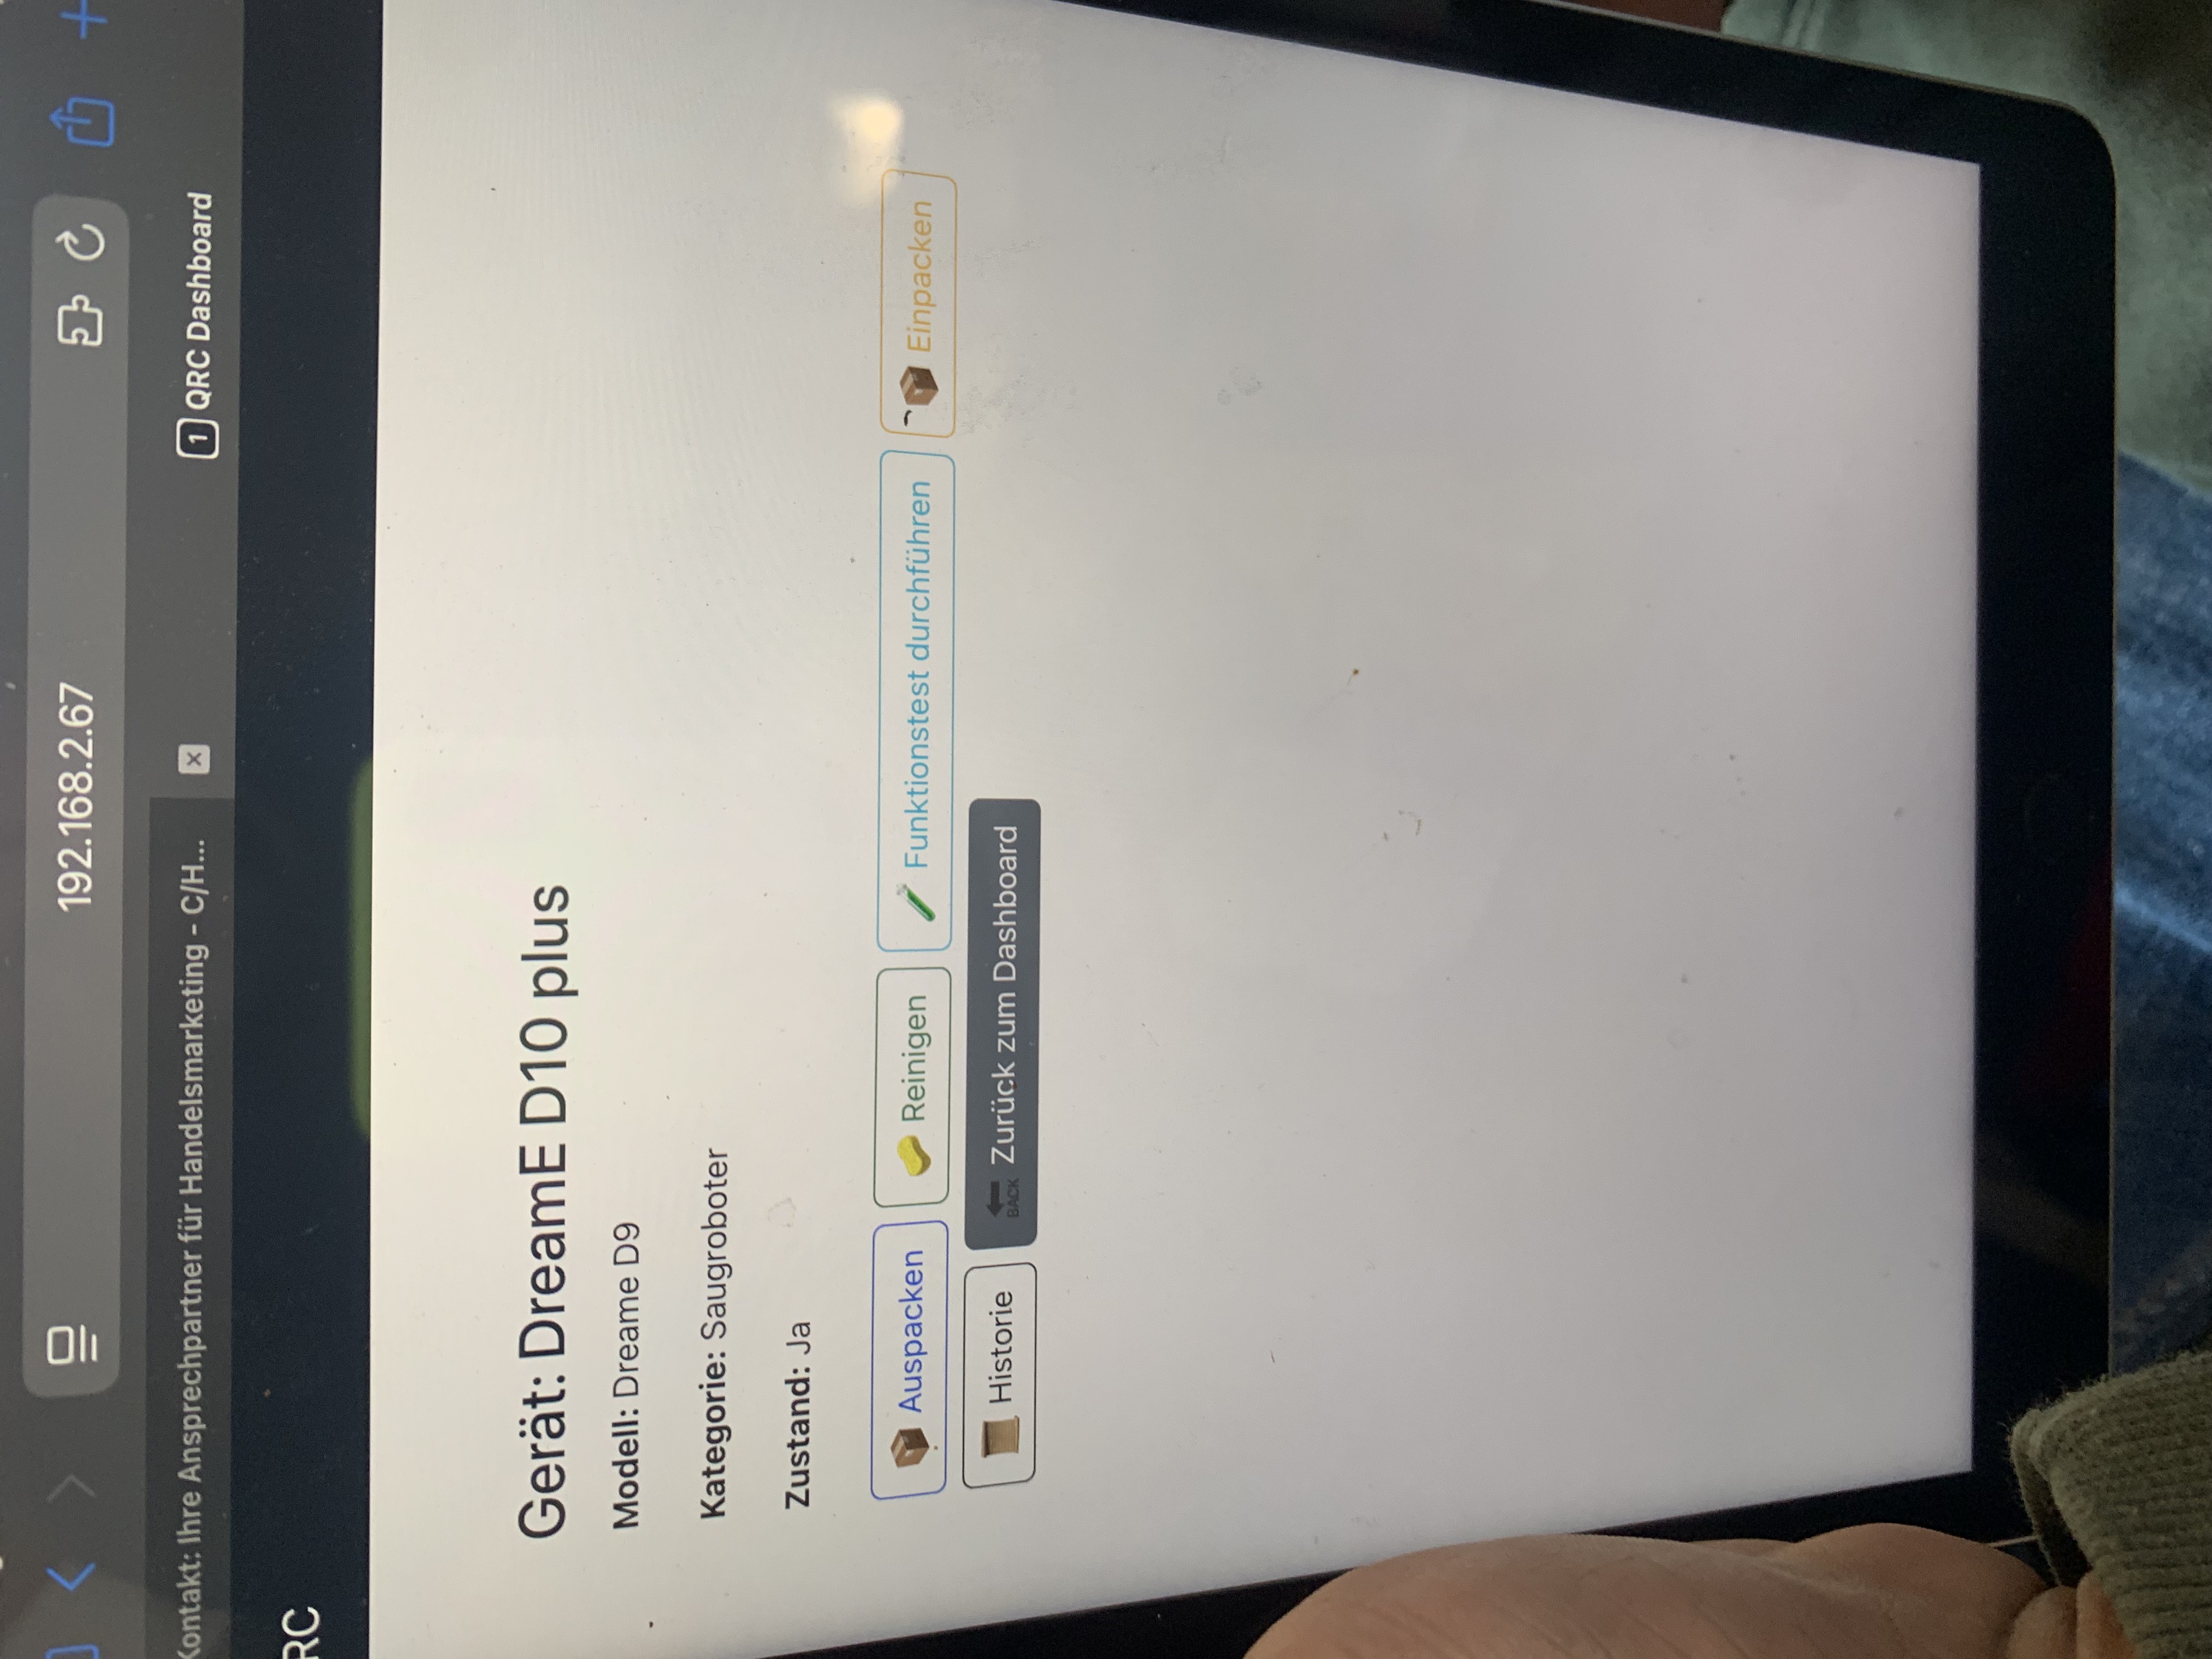 192.168.2.67
Kontakt: Ihre Ansprechpartner für Handelsmarketing - C/H...
1 QRC Dashboard
RC
Gerät: DreamE D10 plus
Modell: Dreame D9
Kategorie: Saugroboter
Zustand: Ja
Auspacken Reinigen Funktionstest durchführen Einpacken
Historie BACK Zurück zum Dashboard